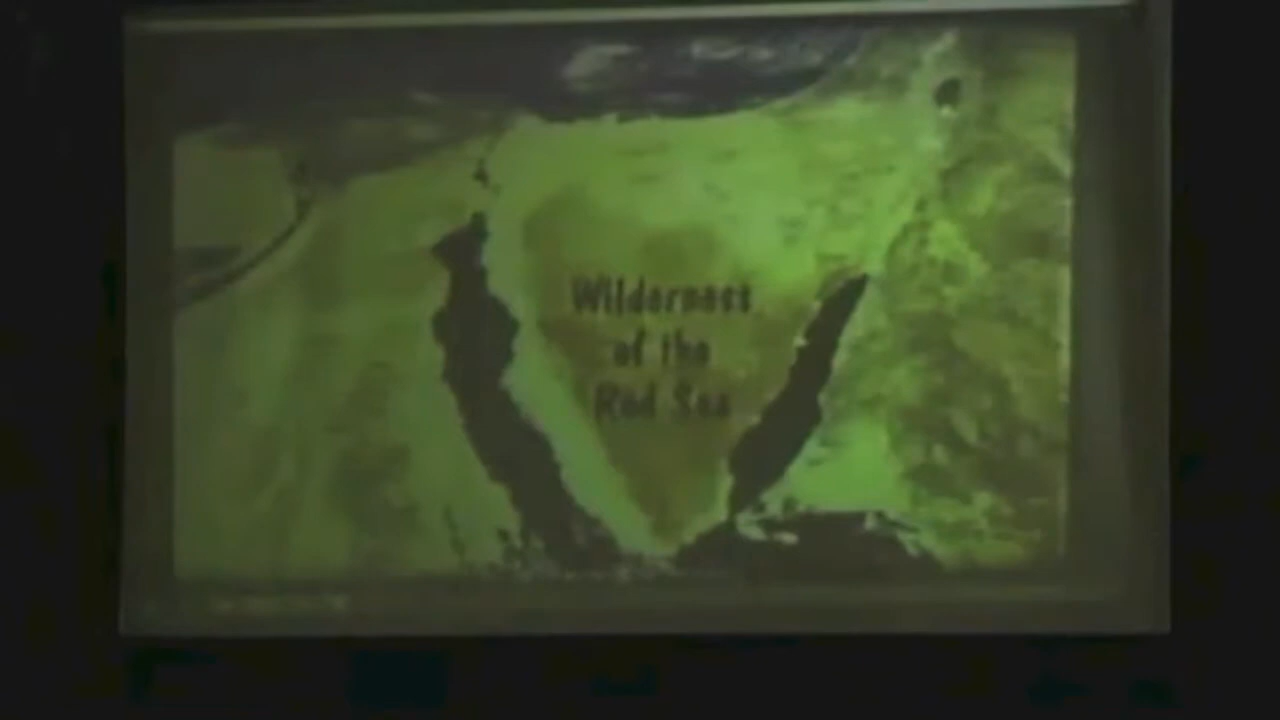 Wilderness
of the
Red Sea